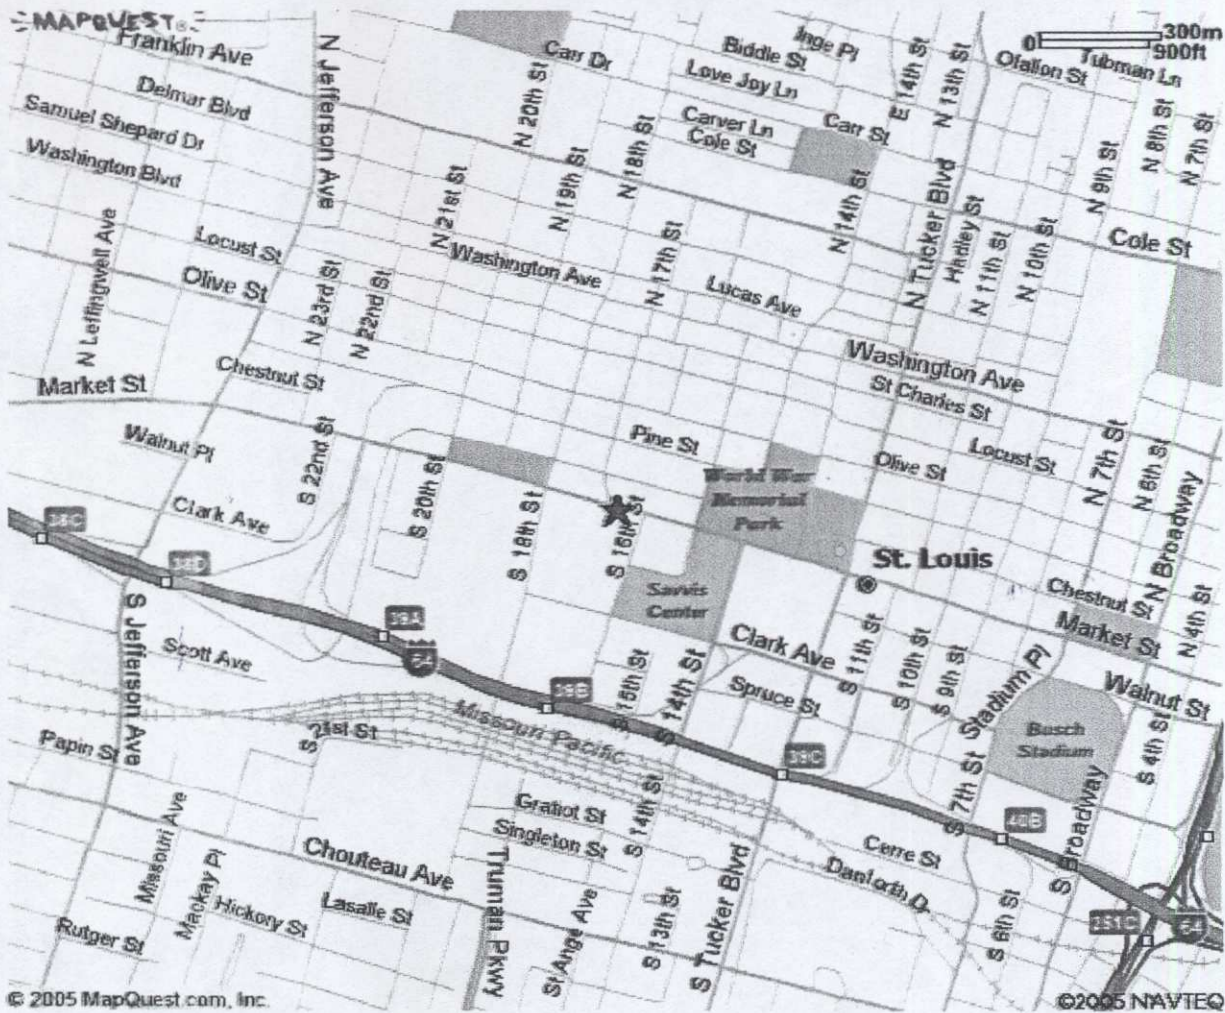 MAPQUEST
300m
0
900ft
Franklin Ave
N Jefferson Ave
Carr Dr
Biddle St
Inge Pl
E 14th St
N 13th St
Ofallon St
Tubman Ln
Delmar Blvd
N 20th St
Love Joy Ln
Carver Ln
Carr St
Cole St
N 8th St
N 7th St
Samuel Shepard Dr
Washington Blvd
N 21st St
N 19th St
N 18th St
N 14th St
N Tucker Blvd
Hadley St
N 11th St
N 10th St
N 9th St
Cole St
N Leffingwell Ave
Locust St
Olive St
N 23rd St
N 22nd St
Washington Ave
N 17th St
Lucas Ave
Washington Ave
St Charles St
Chestnut St
Market St
Walnut Pl
S 22nd St
Pine St
Olive St
Locust St
N 7th St
N 6th St
N Broadway
World War
Memorial
Park
Clark Ave
S 20th St
S 18th St
S 16th St
38C
38D
St. Louis
Savvis
Center
Chestnut St
Market St
N 4th St
S Jefferson Ave
Scott Ave
39A
64
Clark Ave
S 11th St
S 10th St
S 9th St
Stadium Pl
Walnut St
39B
S 15th St
S 14th St
Spruce St
Busch
Stadium
S 4th St
Missouri Pacific
S 21st St
Papin St
39C
S 7th St
S Broadway
40B
Missouri Ave
Mackay Pl
Gratiot St
Singleton St
S 14th St
Cerre St
Danforth Dr
Chouteau Ave
Truman Pkwy
Hickory St
Lasalle St
Rutger St
St Ange Ave
S 13th St
S Tucker Blvd
S 6th St
251C
64
© 2005 MapQuest.com, Inc.
©2005 NAVTEQ